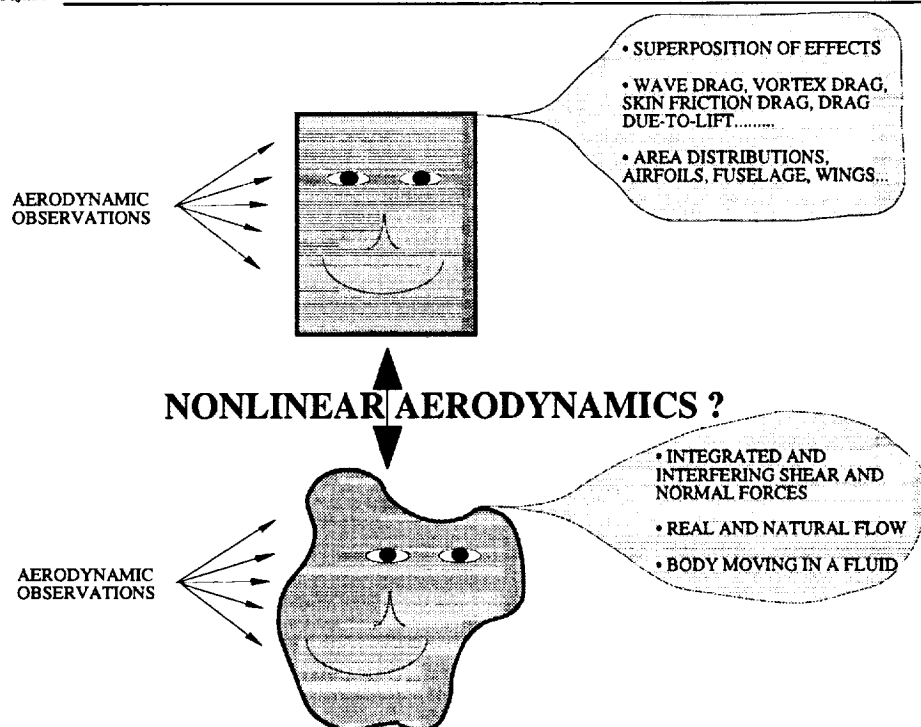 • SUPERPOSITION OF EFFECTS
• WAVE DRAG, VORTEX DRAG,
SKIN FRICTION DRAG, DRAG
DUE-TO-LIFT.........
• AREA DISTRIBUTIONS,
AIRFOILS, FUSELAGE, WINGS...
AERODYNAMIC
OBSERVATIONS
NONLINEAR AERODYNAMICS ?
• INTEGRATED AND
INTERFERING SHEAR AND
NORMAL FORCES
• REAL AND NATURAL FLOW
• BODY MOVING IN A FLUID
AERODYNAMIC
OBSERVATIONS